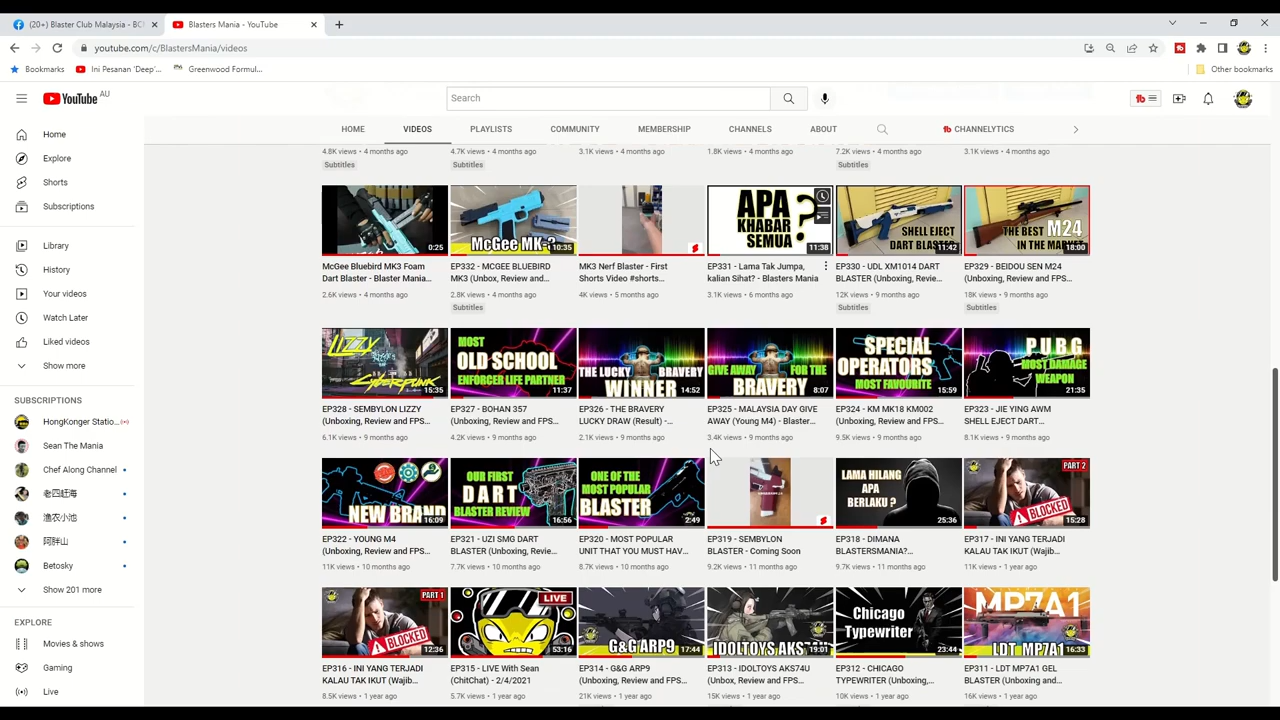 (20+) Blaster Club Malaysia - BCM
Blasters Mania - YouTube
youtube.com/c/BlastersMania/videos
Bookmarks
Ini Pesanan 'Deep'...
Greenwood Formul...
Other bookmarks
YouTube AU
Search
HOME VIDEOS PLAYLISTS COMMUNITY MEMBERSHIP CHANNELS ABOUT tb CHANNELYTICS
Home
Explore
Shorts
Subscriptions
Library
History
Your videos
Watch Later
Liked videos
Show more
SUBSCRIPTIONS
HongKonger Statio...
Sean The Mania
Chef Along Channel
老四赶海
渔农小池
阿胖山
Betosky
Show 201 more
EXPLORE
Movies & shows
Gaming
Live
4.8K views • 4 months ago
Subtitles
4.7K views • 4 months ago
Subtitles
3.1K views • 4 months ago
1.8K views • 4 months ago
7.2K views • 4 months ago
Subtitles
3.1K views • 4 months ago
0:25
McGee Bluebird MK3 Foam
Dart Blaster - Blaster Mania...
2.6K views • 4 months ago
McGee MK-3
10:35
EP332 - MCGEE BLUEBIRD
MK3 (Unbox, Review and...
2.8K views • 4 months ago
Subtitles
MK3 Nerf Blaster - First
Shorts Video #shorts...
4K views • 5 months ago
APA
KHABAR
SEMUA
?
11:38
EP331 - Lama Tak Jumpa,
kalian Sihat? - Blasters Mania
3.1K views • 6 months ago
SHELL EJECT
DART BLASTER
11:42
EP330 - UDL XM1014 DART
BLASTER (Unboxing, Revie...
12K views • 9 months ago
Subtitles
THE BEST M24
IN THE MARKET
18:00
EP329 - BEIDOU SEN M24
(Unboxing, Review and FPS...
18K views • 9 months ago
Subtitles
LIZZY
Cyberpunk
15:35
EP328 - SEMBYLON LIZZY
(Unboxing, Review and FPS...
6.1K views • 9 months ago
MOST
OLD SCHOOL
ENFORCER LIFE PARTNER
11:37
EP327 - BOHAN 357
(Unboxing, Review and FPS...
4.2K views • 9 months ago
THE LUCKY BRAVERY
WINNER
14:52
EP326 - THE BRAVERY
LUCKY DRAW (Result) -...
2.1K views • 9 months ago
GIVE AWAY FOR THE
BRAVERY
8:07
EP325 - MALAYSIA DAY GIVE
AWAY (Young M4) - Blaster...
3.4K views • 9 months ago
SPECIAL
OPERATORS
MOST FAVOURITE
15:59
EP324 - KM MK18 KM002
(Unboxing, Review and FPS...
9.5K views • 9 months ago
PUBG
MOST DAMAGE
WEAPON
21:35
EP323 - JIE YING AWM
SHELL EJECT DART...
8.1K views • 9 months ago
NEW BRAND
16:09
EP322 - YOUNG M4
(Unboxing, Review and FPS...
11K views • 10 months ago
OUR FIRST
DART
BLASTER REVIEW
16:56
EP321 - UZI SMG DART
BLASTER (Unboxing, Revie...
7.7K views • 10 months ago
ONE OF THE
MOST POPULAR
BLASTER
2:49
EP320 - MOST POPULAR
UNIT THAT YOU MUST HAV...
8.7K views • 10 months ago
EP319 - SEMBYLON
BLASTER - Coming Soon
9.2K views • 11 months ago
LAMA HILANG
APA
BERLAKU ?
25:36
EP318 - DIMANA
BLASTERSMANIA?...
9.7K views • 11 months ago
PART 2
BLOCKED
15:28
EP317 - INI YANG TERJADI
KALAU TAK IKUT (Wajib...
11K views • 1 year ago
PART 1
BLOCKED
12:36
EP316 - INI YANG TERJADI
KALAU TAK IKUT (Wajib...
8.5K views • 1 year ago
LIVE
53:16
EP315 - LIVE With Sean
(ChitChat) - 2/4/2021
5.7K views • 1 year ago
G&G ARP9
17:44
EP314 - G&G ARP9
(Unboxing, Review and FPS...
21K views • 1 year ago
IDOLTOYS AKS74U
19:01
EP313 - IDOLTOYS AKS74U
(Unbox, Review and FPS...
15K views • 1 year ago
Chicago
Typewriter
23:44
EP312 - CHICAGO
TYPEWRITER (Unboxing,...
10K views • 1 year ago
MP7A1
LDT MP7A1
16:33
EP311 - LDT MP7A1 GEL
BLASTER (Unboxing and...
16K views • 1 year ago